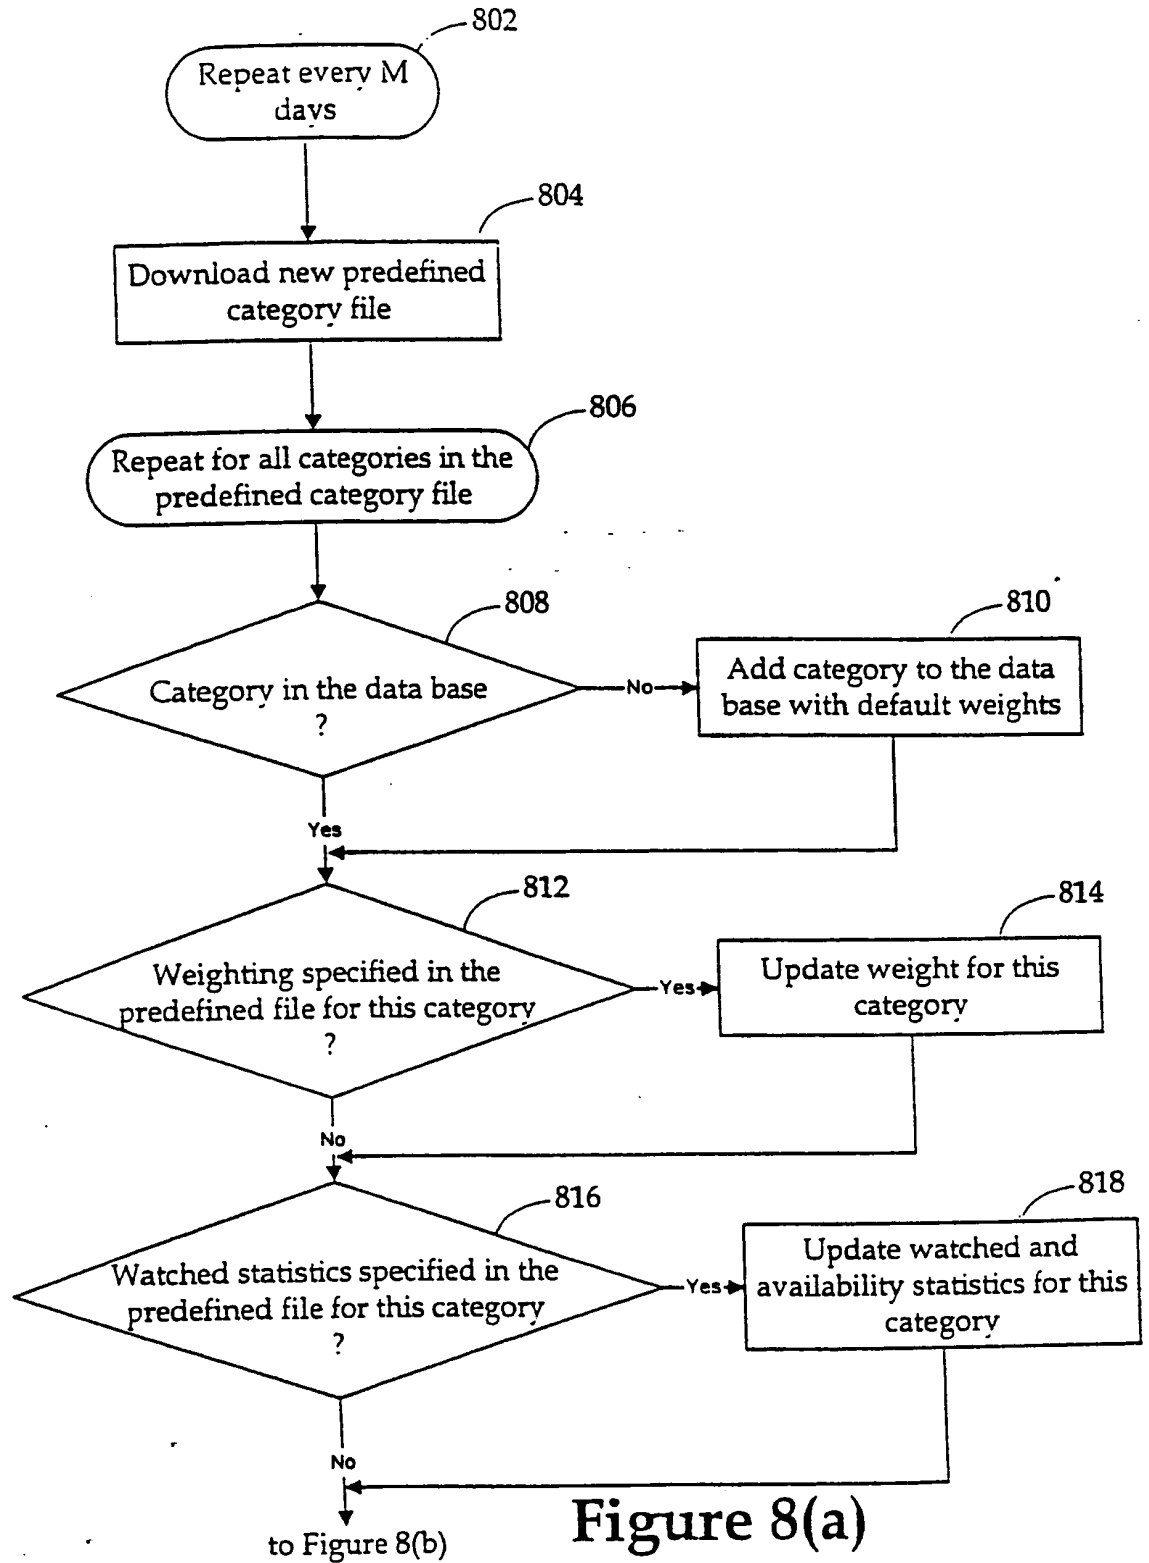 802
Repeat every M
days
804
Download new predefined
category file
806
Repeat for all categories in the
predefined category file
808
Category in the data base
?
No
810
Add category to the data
base with default weights
Yes
812
Weighting specified in the
predefined file for this category
?
Yes
814
Update weight for this
category
No
816
Watched statistics specified in the
predefined file for this category
?
Yes
818
Update watched and
availability statistics for this
category
No
to Figure 8(b)
Figure 8(a)